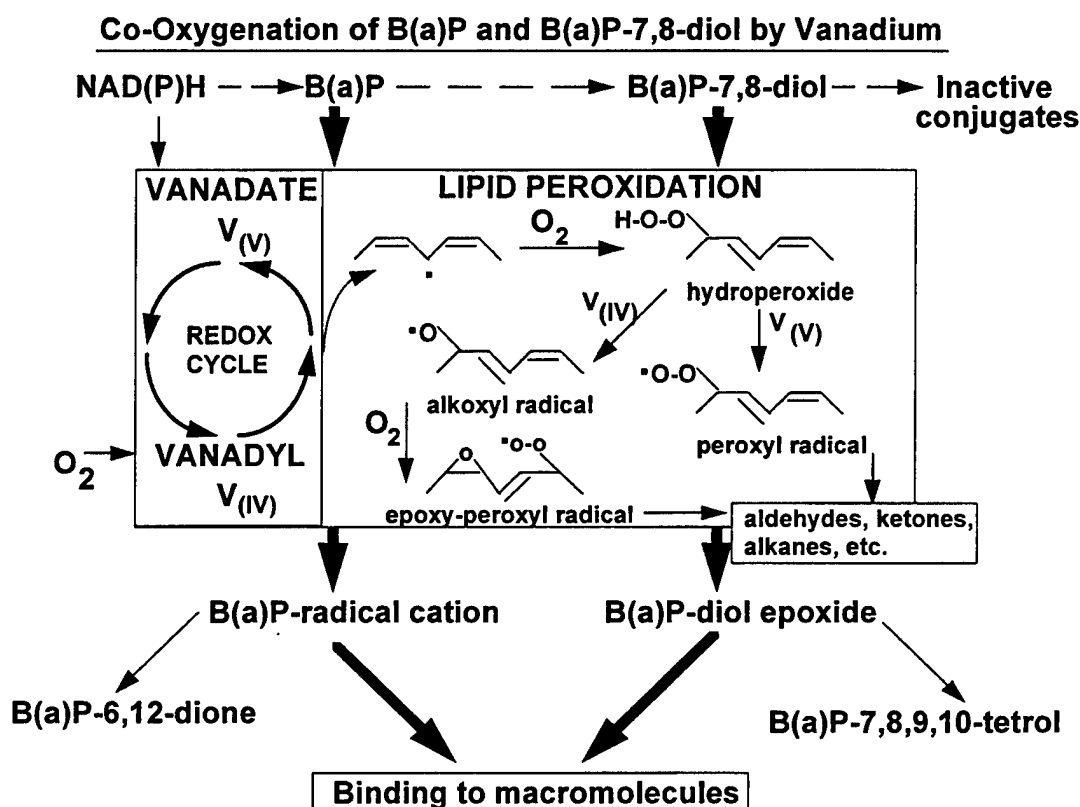 Co-Oxygenation of B(a)P and B(a)P-7,8-diol by Vanadium
NAD(P)H
B(a)P
B(a)P-7,8-diol
Inactive
conjugates
VANADATE
V(V)
REDOX
CYCLE
VANADYL
V(IV)
O2
LIPID PEROXIDATION
O2
H-O-O
hydroperoxide
V(IV)
V(V)
•O
alkoxyl radical
•O-O
peroxyl radical
O2
o
•o-o
epoxy-peroxyl radical
aldehydes, ketones,
alkanes, etc.
B(a)P-radical cation
B(a)P-diol epoxide
B(a)P-6,12-dione
B(a)P-7,8,9,10-tetrol
Binding to macromolecules